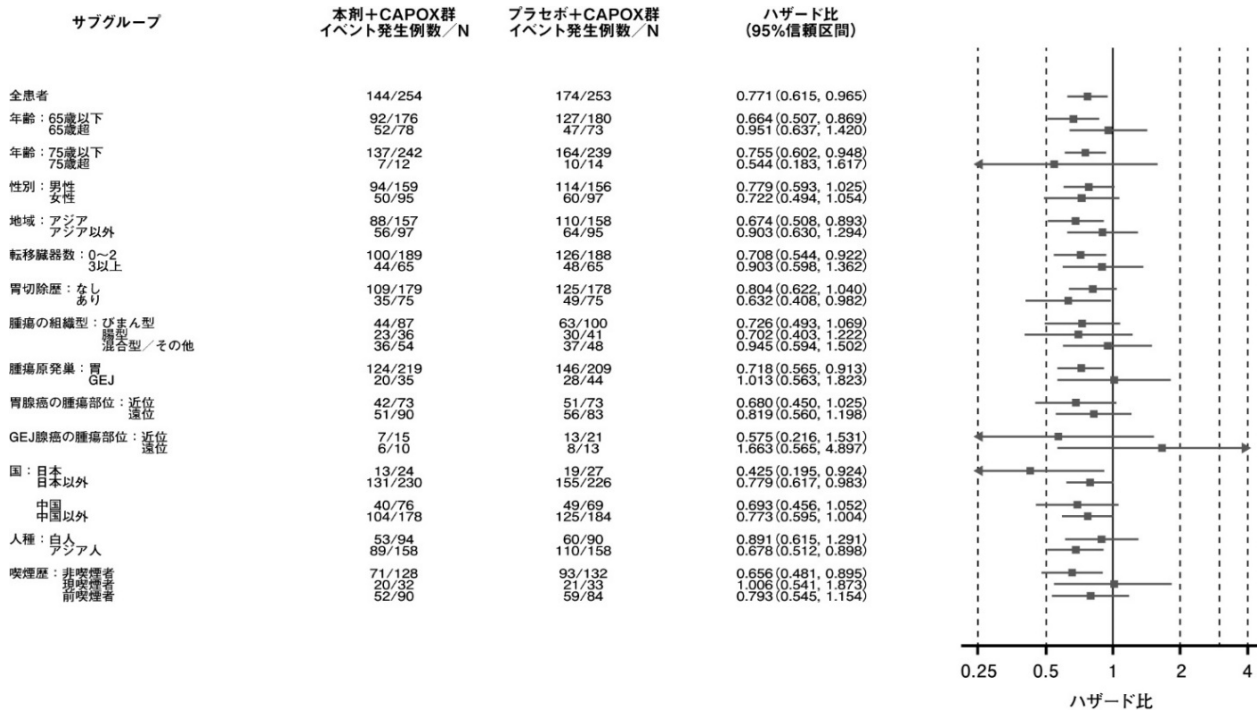 サブグループ 本剤＋CAPOX群 プラセボ＋CAPOX群 ハザード比
イベント発生例数／N イベント発生例数／N (95%信頼区間)
全患者 144/254 174/253 0.771 (0.615, 0.965)
年齢：65歳以下 92/176 127/180 0.664 (0.507, 0.869)
65歳超 52/78 47/73 0.951 (0.637, 1.420)
年齢：75歳以下 137/242 164/239 0.755 (0.602, 0.948)
75歳超 7/12 10/14 0.544 (0.183, 1.617)
性別：男性 94/159 114/156 0.779 (0.593, 1.025)
女性 50/95 60/97 0.722 (0.494, 1.054)
地域：アジア 88/157 110/158 0.674 (0.508, 0.893)
アジア以外 56/97 64/95 0.903 (0.630, 1.294)
転移臓器数：0～2 100/189 126/188 0.708 (0.544, 0.922)
3以上 44/65 48/65 0.903 (0.598, 1.362)
胃切除歴：なし 109/179 125/178 0.804 (0.622, 1.040)
あり 35/75 49/75 0.632 (0.408, 0.982)
腫瘍の組織型：びまん型 44/87 63/100 0.726 (0.493, 1.069)
腸型 23/36 30/41 0.702 (0.403, 1.222)
混合型／その他 36/54 37/48 0.945 (0.594, 1.502)
腫瘍原発巣：胃 124/219 146/209 0.718 (0.565, 0.913)
GEJ 20/35 28/44 1.013 (0.563, 1.823)
胃腺癌の腫瘍部位：近位 42/73 51/73 0.680 (0.450, 1.025)
遠位 51/90 56/83 0.819 (0.560, 1.198)
GEJ腺癌の腫瘍部位：近位 7/15 13/21 0.575 (0.216, 1.531)
遠位 6/10 8/13 1.663 (0.565, 4.897)
国：日本 13/24 19/27 0.425 (0.195, 0.924)
日本以外 131/230 155/226 0.779 (0.617, 0.983)
中国 40/76 49/69 0.693 (0.456, 1.052)
中国以外 104/178 125/184 0.773 (0.595, 1.004)
人種：白人 53/94 60/90 0.891 (0.615, 1.291)
アジア人 89/158 110/158 0.678 (0.512, 0.898)
喫煙歴：非喫煙者 71/128 93/132 0.656 (0.481, 0.895)
現喫煙者 20/32 21/33 1.006 (0.541, 1.873)
前喫煙者 52/90 59/84 0.793 (0.545, 1.154)
0.25 0.5 1 2 4
ハザード比